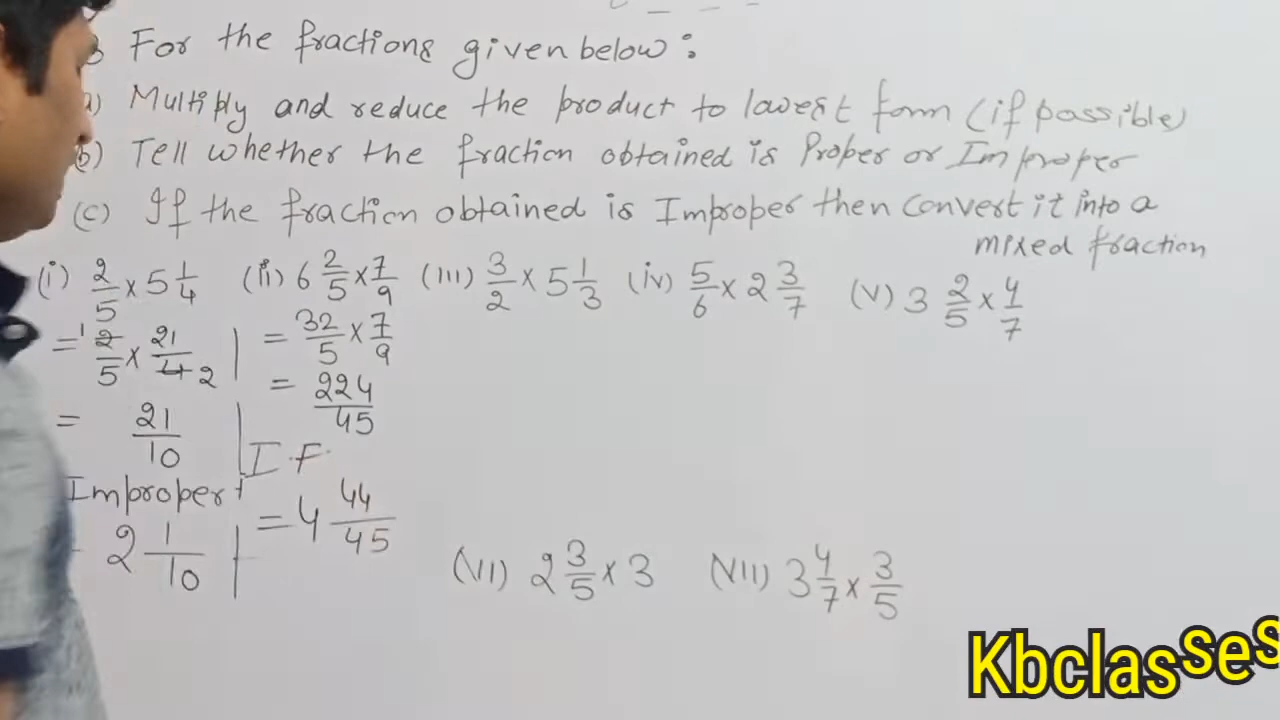 For the fractions given below:
a) Multiply and reduce the product to lowest form (if possible)
b) Tell whether the fraction obtained is Proper or Improper
(c) If the fraction obtained is Improper then convert it into a
mixed fraction
(i) 2/5 × 5 1/4 (ii) 6 2/5 × 7/9 (iii) 3/2 × 5 1/3 (iv) 5/6 × 2 3/7 (v) 3 2/5 × 4/7
= 1 2/5 × 21/4 2 = 32/5 × 7/9
= 224/45
= 21/10
I.F.
Improper
= 4 44/45
2 1/10
(VI) 2 3/5 × 3 (VII) 3 4/7 × 3/5
Kbclasses